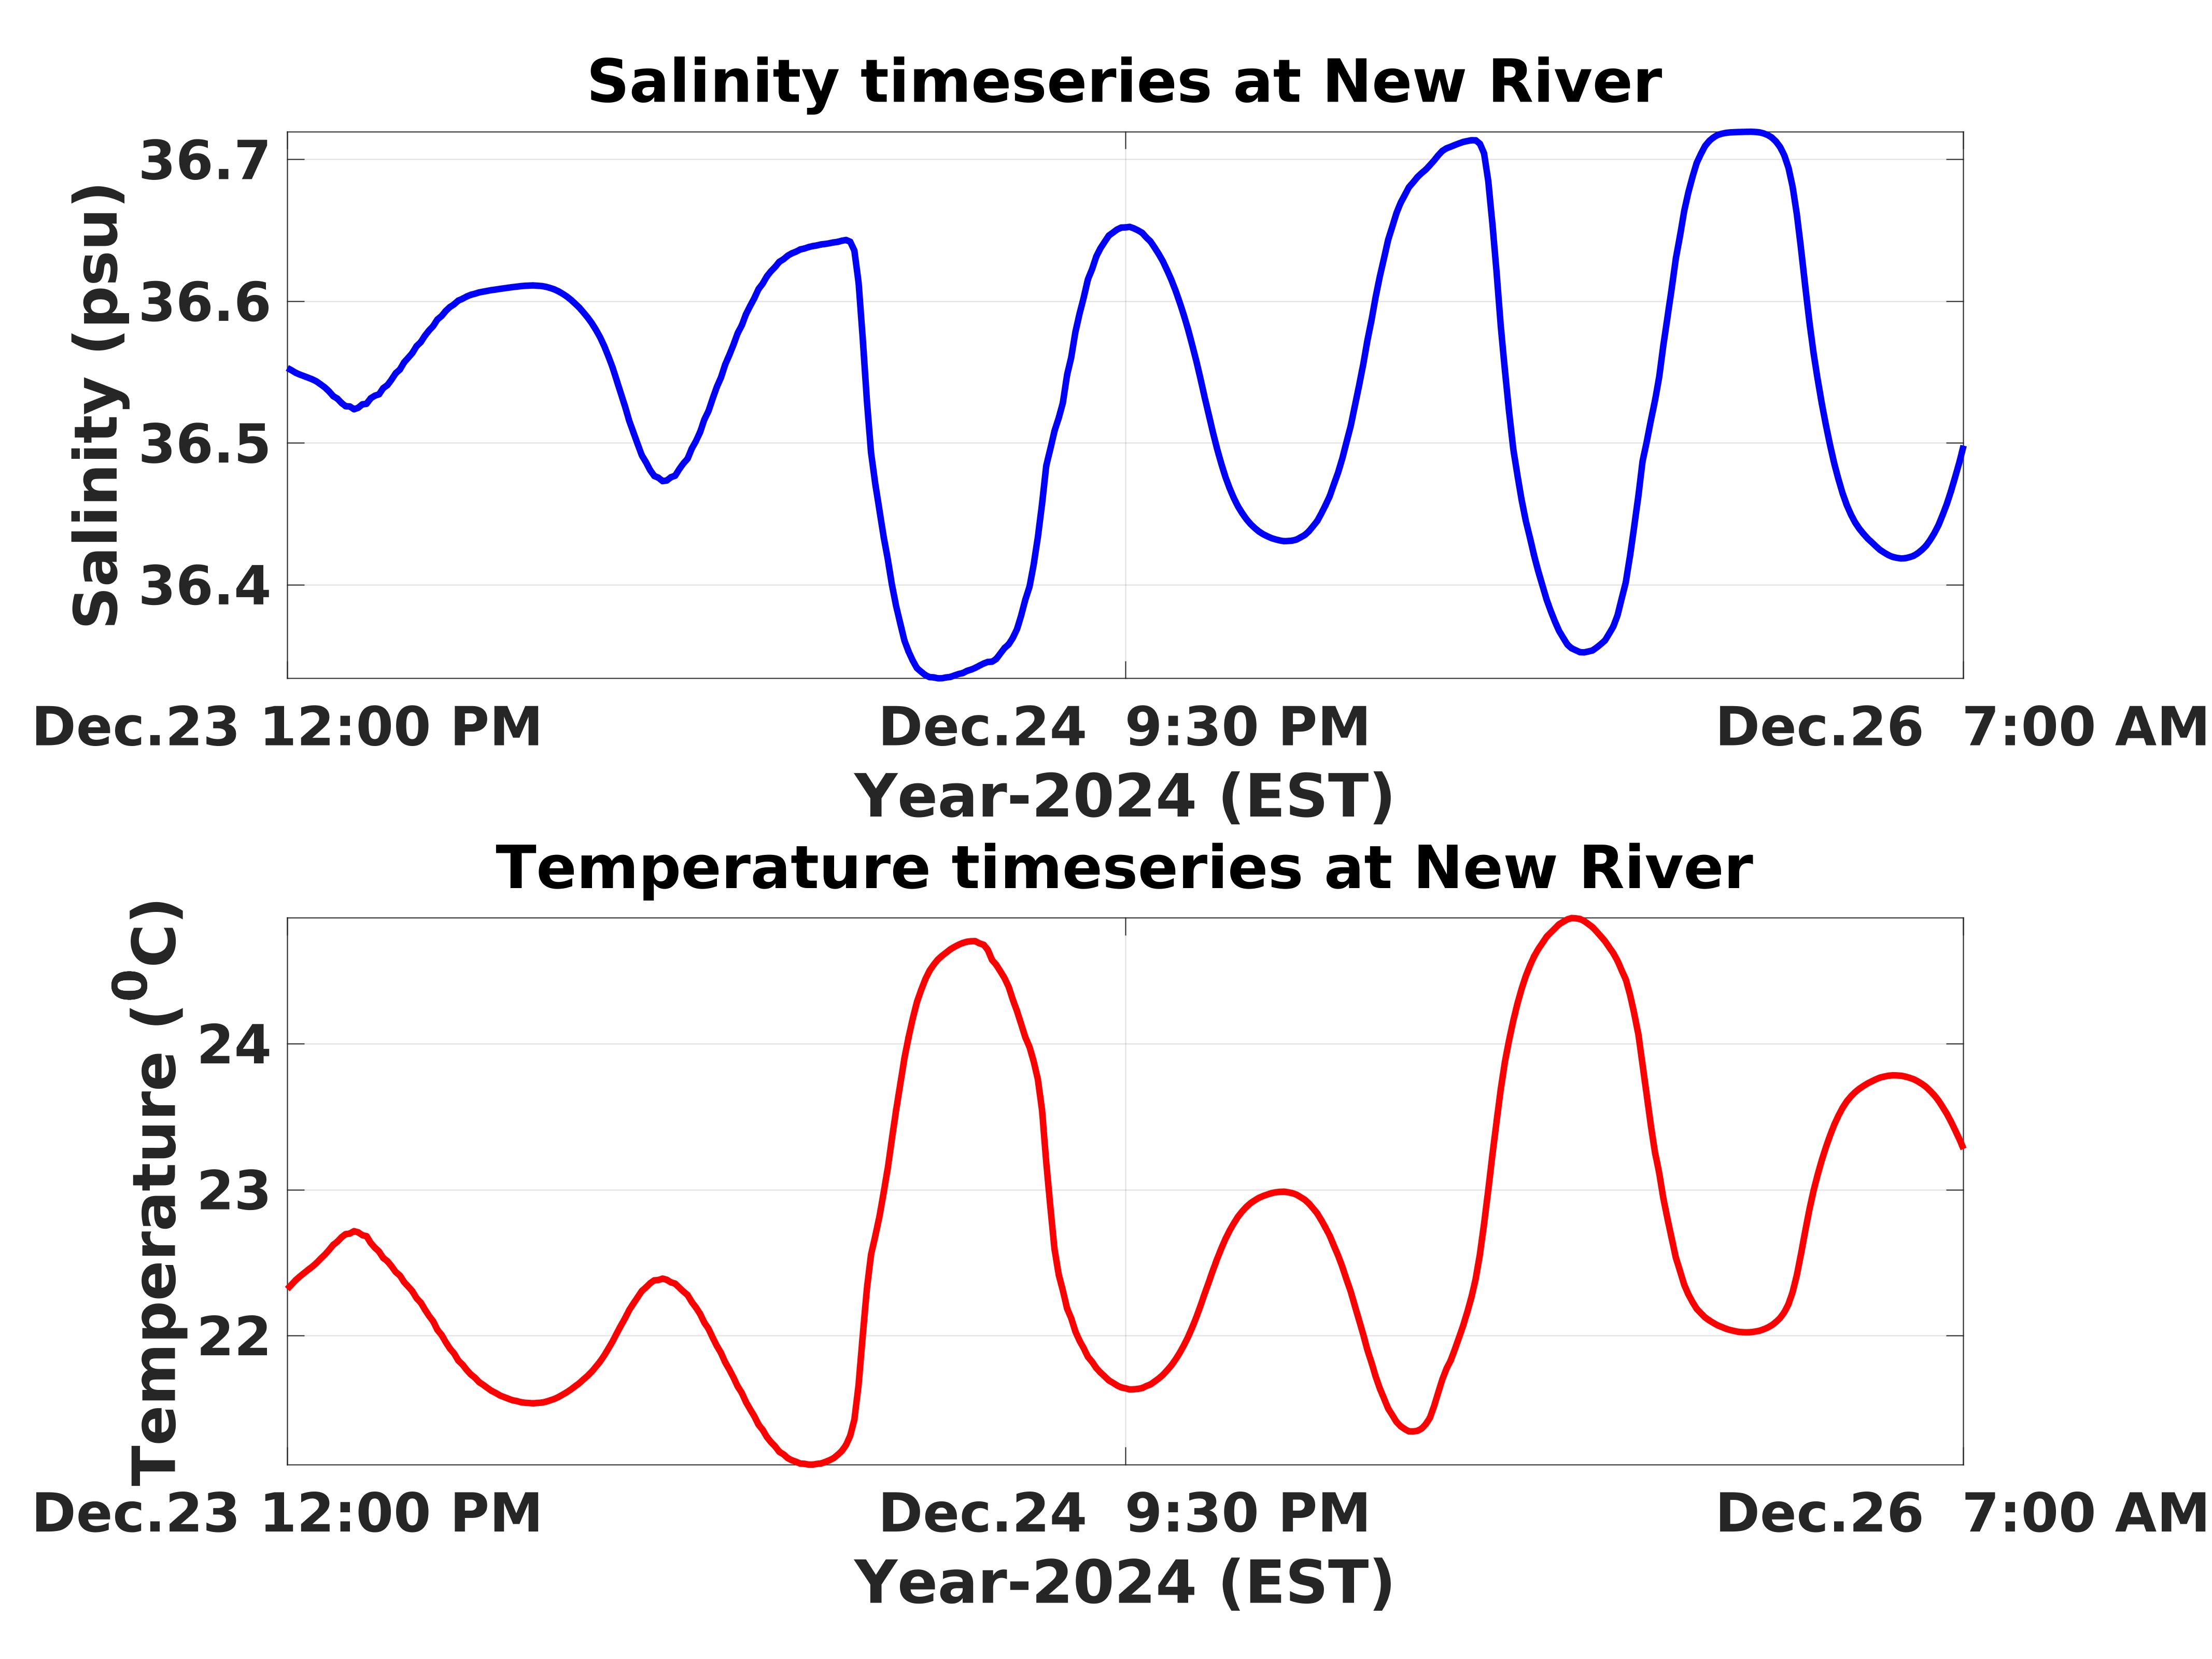 Salinity timeseries at New River
Salinity (psu)
36.7
36.6
36.5
36.4
Dec.23 12:00 PM
Dec.24  9:30 PM
Dec.26  7:00 AM
Year-2024 (EST)
Temperature timeseries at New River
Temperature (⁰C)
24
23
22
Dec.23 12:00 PM
Dec.24  9:30 PM
Dec.26  7:00 AM
Year-2024 (EST)